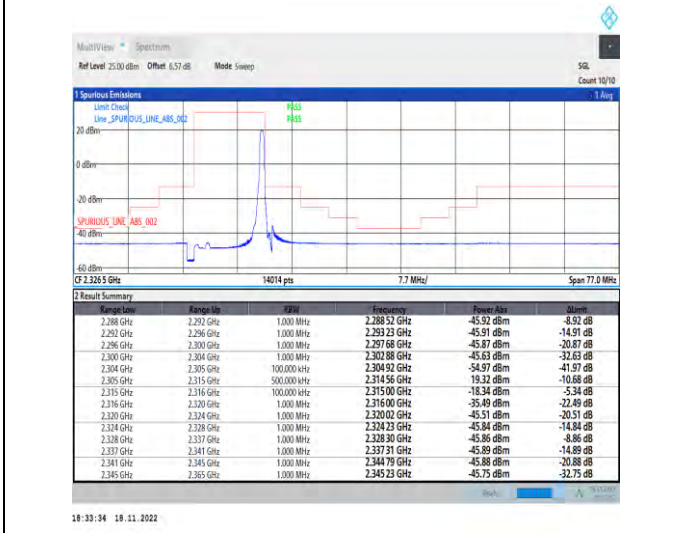 MultiView Spectrum
Ref Level 25.00 dBm Offset 6.57 dB Mode Sweep SGL
Count 10/10
1 Spurious Emissions 1 Avg
Limit Check PASS
Line _SPURIOUS_LINE_ABS_002 PASS
20 dBm
0 dBm
-20 dBm
SPURIOUS_LINE_ABS_002
-40 dBm
-60 dBm
CF 2.326 5 GHz 14014 pts 7.7 MHz/ Span 77.0 MHz
2 Result Summary
Range Low Range Up RBW Frequency Power Abs ΔLimit
2.288 GHz 2.292 GHz 1.000 MHz 2.288 52 GHz -45.92 dBm -8.92 dB
2.292 GHz 2.296 GHz 1.000 MHz 2.293 23 GHz -45.91 dBm -14.91 dB
2.296 GHz 2.300 GHz 1.000 MHz 2.297 68 GHz -45.87 dBm -20.87 dB
2.300 GHz 2.304 GHz 1.000 MHz 2.302 88 GHz -45.63 dBm -32.63 dB
2.304 GHz 2.305 GHz 100.000 kHz 2.304 92 GHz -54.97 dBm -41.97 dB
2.305 GHz 2.315 GHz 500.000 kHz 2.314 56 GHz 19.32 dBm -10.68 dB
2.315 GHz 2.316 GHz 100.000 kHz 2.315 00 GHz -18.34 dBm -5.34 dB
2.316 GHz 2.320 GHz 1.000 MHz 2.316 00 GHz -35.49 dBm -22.49 dB
2.320 GHz 2.324 GHz 1.000 MHz 2.320 02 GHz -45.51 dBm -20.51 dB
2.324 GHz 2.328 GHz 1.000 MHz 2.324 23 GHz -45.84 dBm -14.84 dB
2.328 GHz 2.337 GHz 1.000 MHz 2.328 30 GHz -45.86 dBm -8.86 dB
2.337 GHz 2.341 GHz 1.000 MHz 2.337 31 GHz -45.89 dBm -14.89 dB
2.341 GHz 2.345 GHz 1.000 MHz 2.344 79 GHz -45.88 dBm -20.88 dB
2.345 GHz 2.365 GHz 1.000 MHz 2.345 23 GHz -45.75 dBm -32.75 dB
Ready
18:33:34 18.11.2022